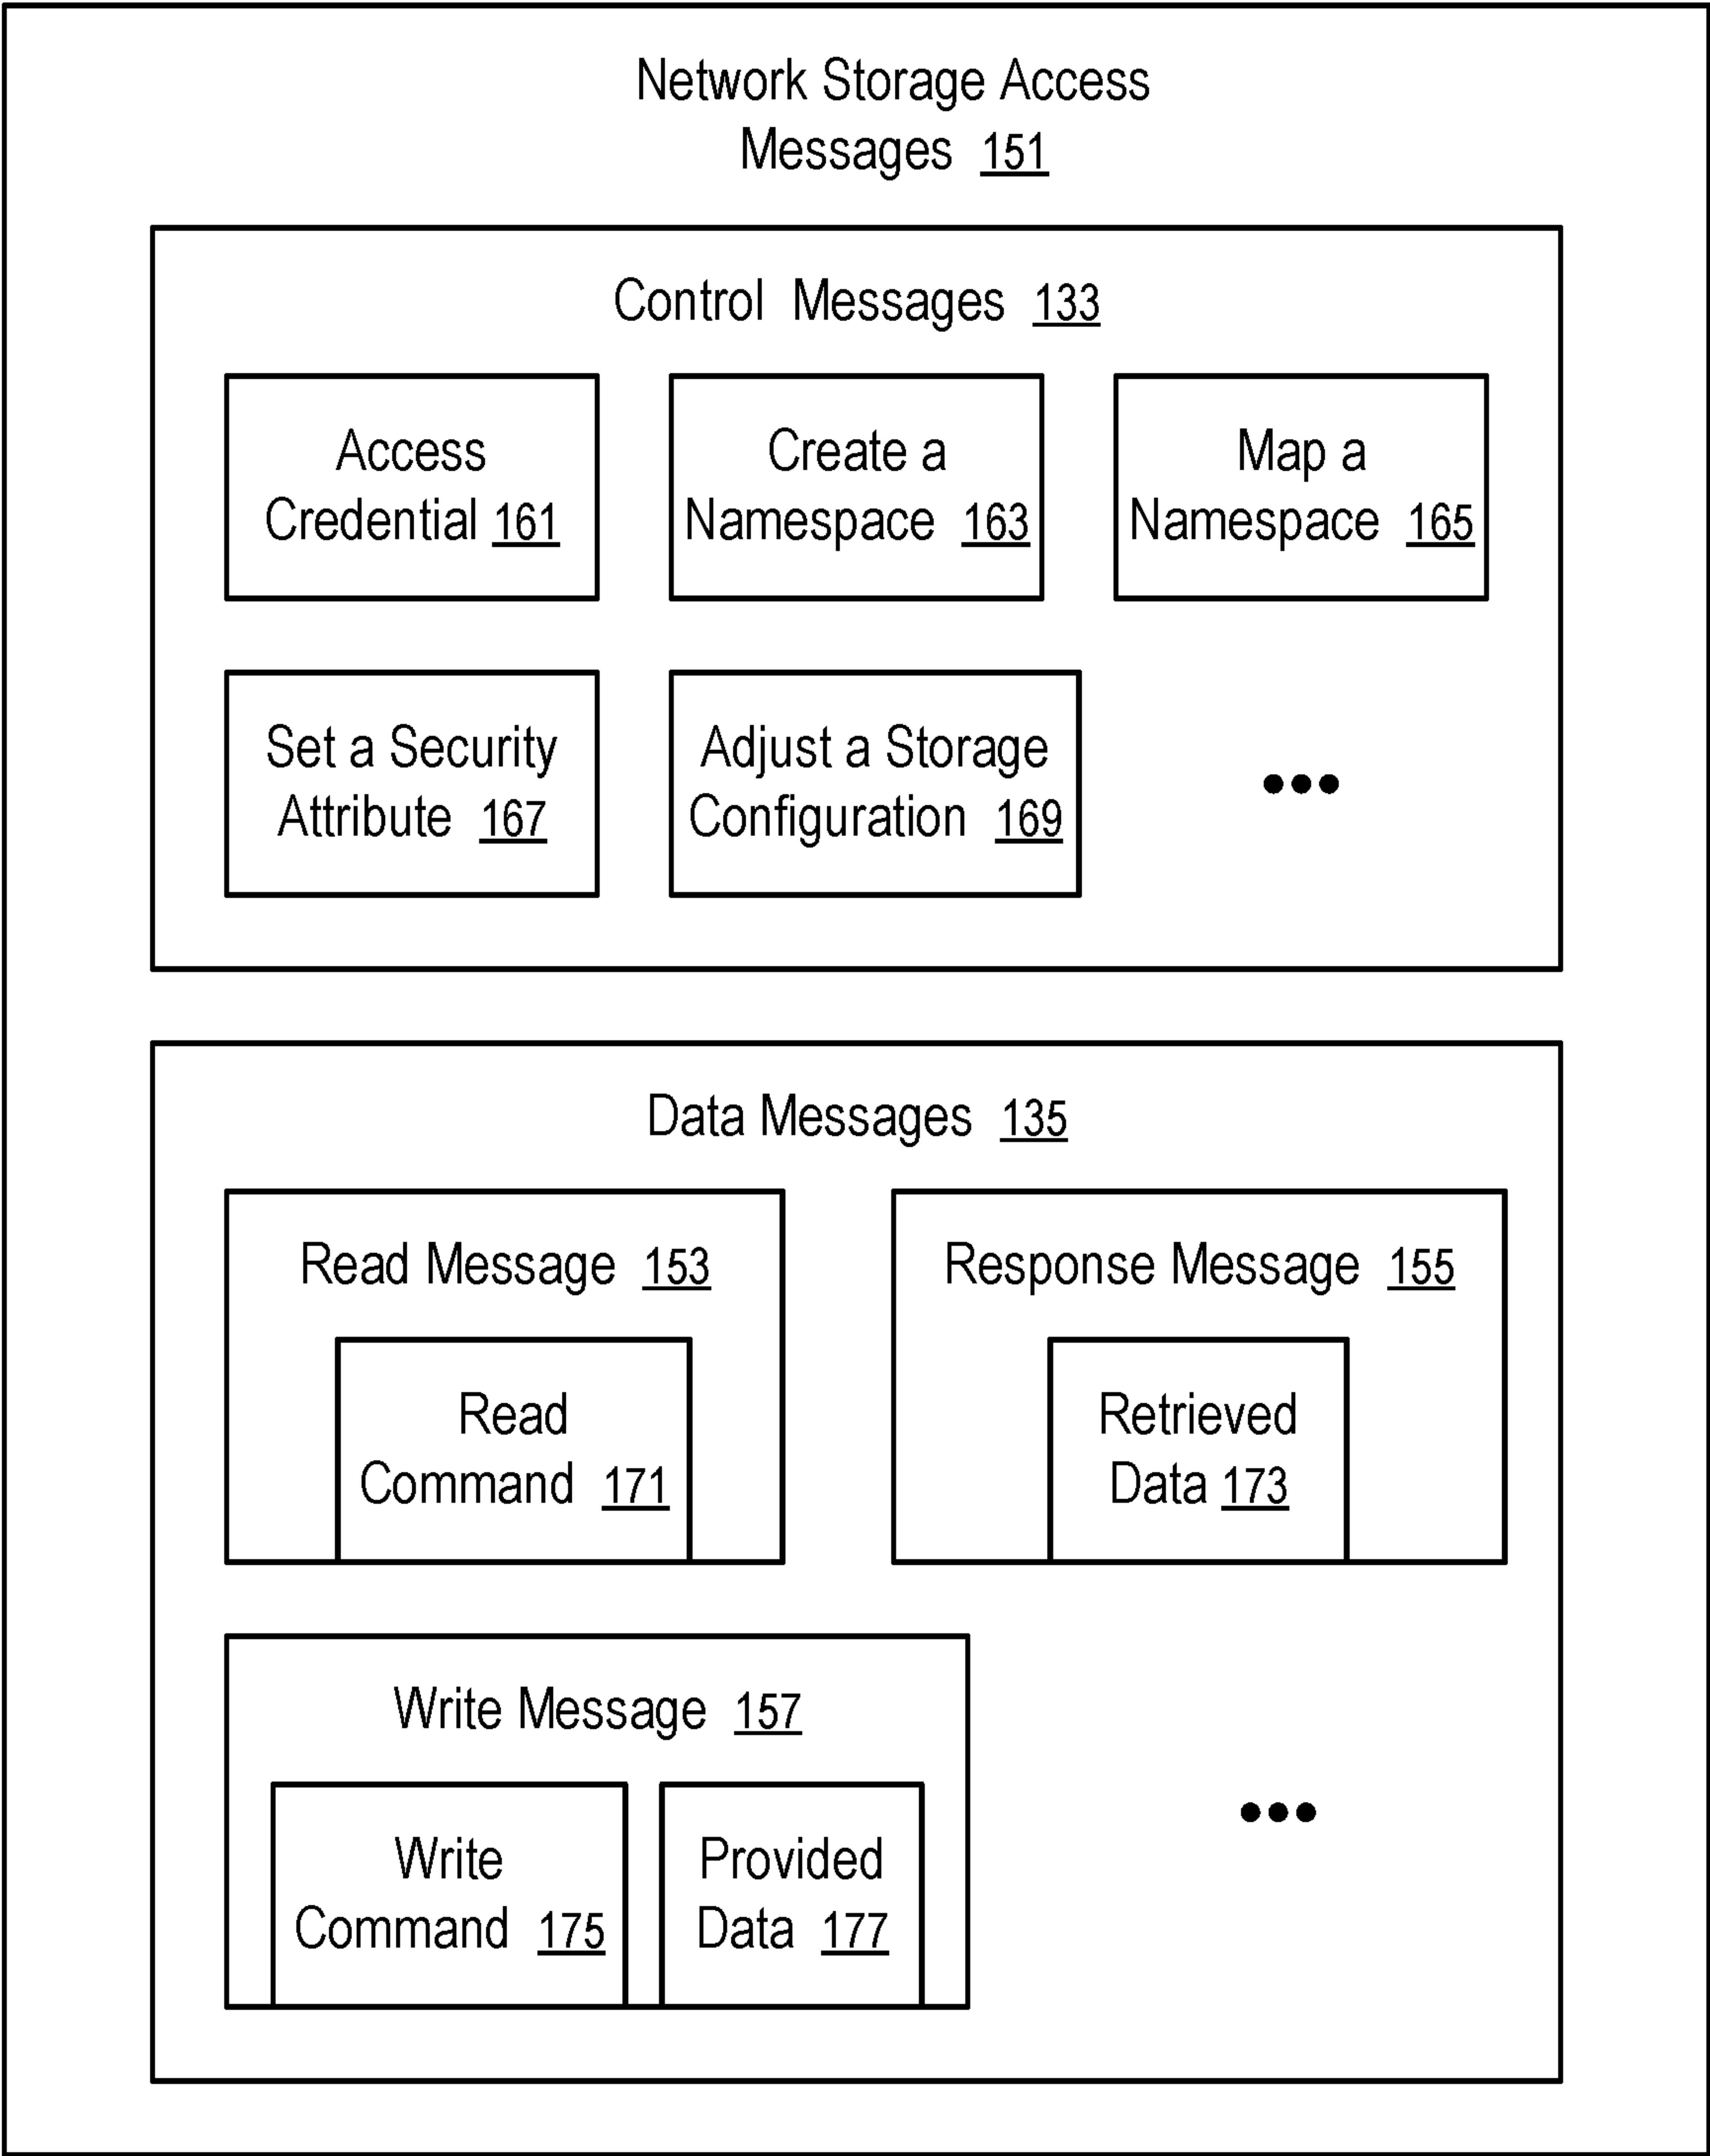 Network Storage Access
Messages 151
Control Messages 133
Access
Credential 161
Create a
Namespace 163
Map a
Namespace 165
Set a Security
Attribute 167
Adjust a Storage
Configuration 169
•••
Data Messages 135
Read Message 153
Read
Command 171
Response Message 155
Retrieved
Data 173
Write Message 157
Write
Command 175
Provided
Data 177
•••